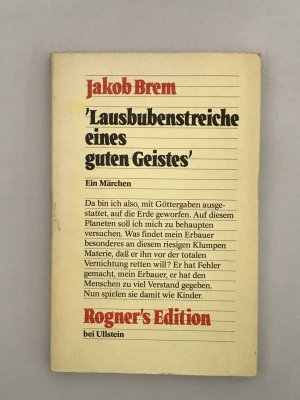 Jakob Brem
'Lausbubenstreiche
eines
guten Geistes'
Ein Märchen
Da bin ich also, mit Göttergaben ausge-
stattet, auf die Erde geworfen. Auf diesem
Planeten soll ich mich zu behaupten
versuchen. Was findet mein Erbauer
besonderes an diesem riesigen Klumpen
Materie, daß er ihn vor der totalen
Vernichtung retten will? Er hat Fehler
gemacht, mein Erbauer, er hat den
Menschen zu viel Verstand gegeben.
Nun spielen sie damit wie Kinder.
Rogner's Edition
bei Ullstein